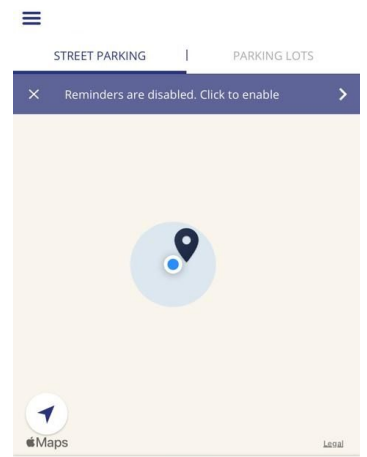 STREET PARKING | PARKING LOTS
Reminders are disabled. Click to enable
Maps
Legal